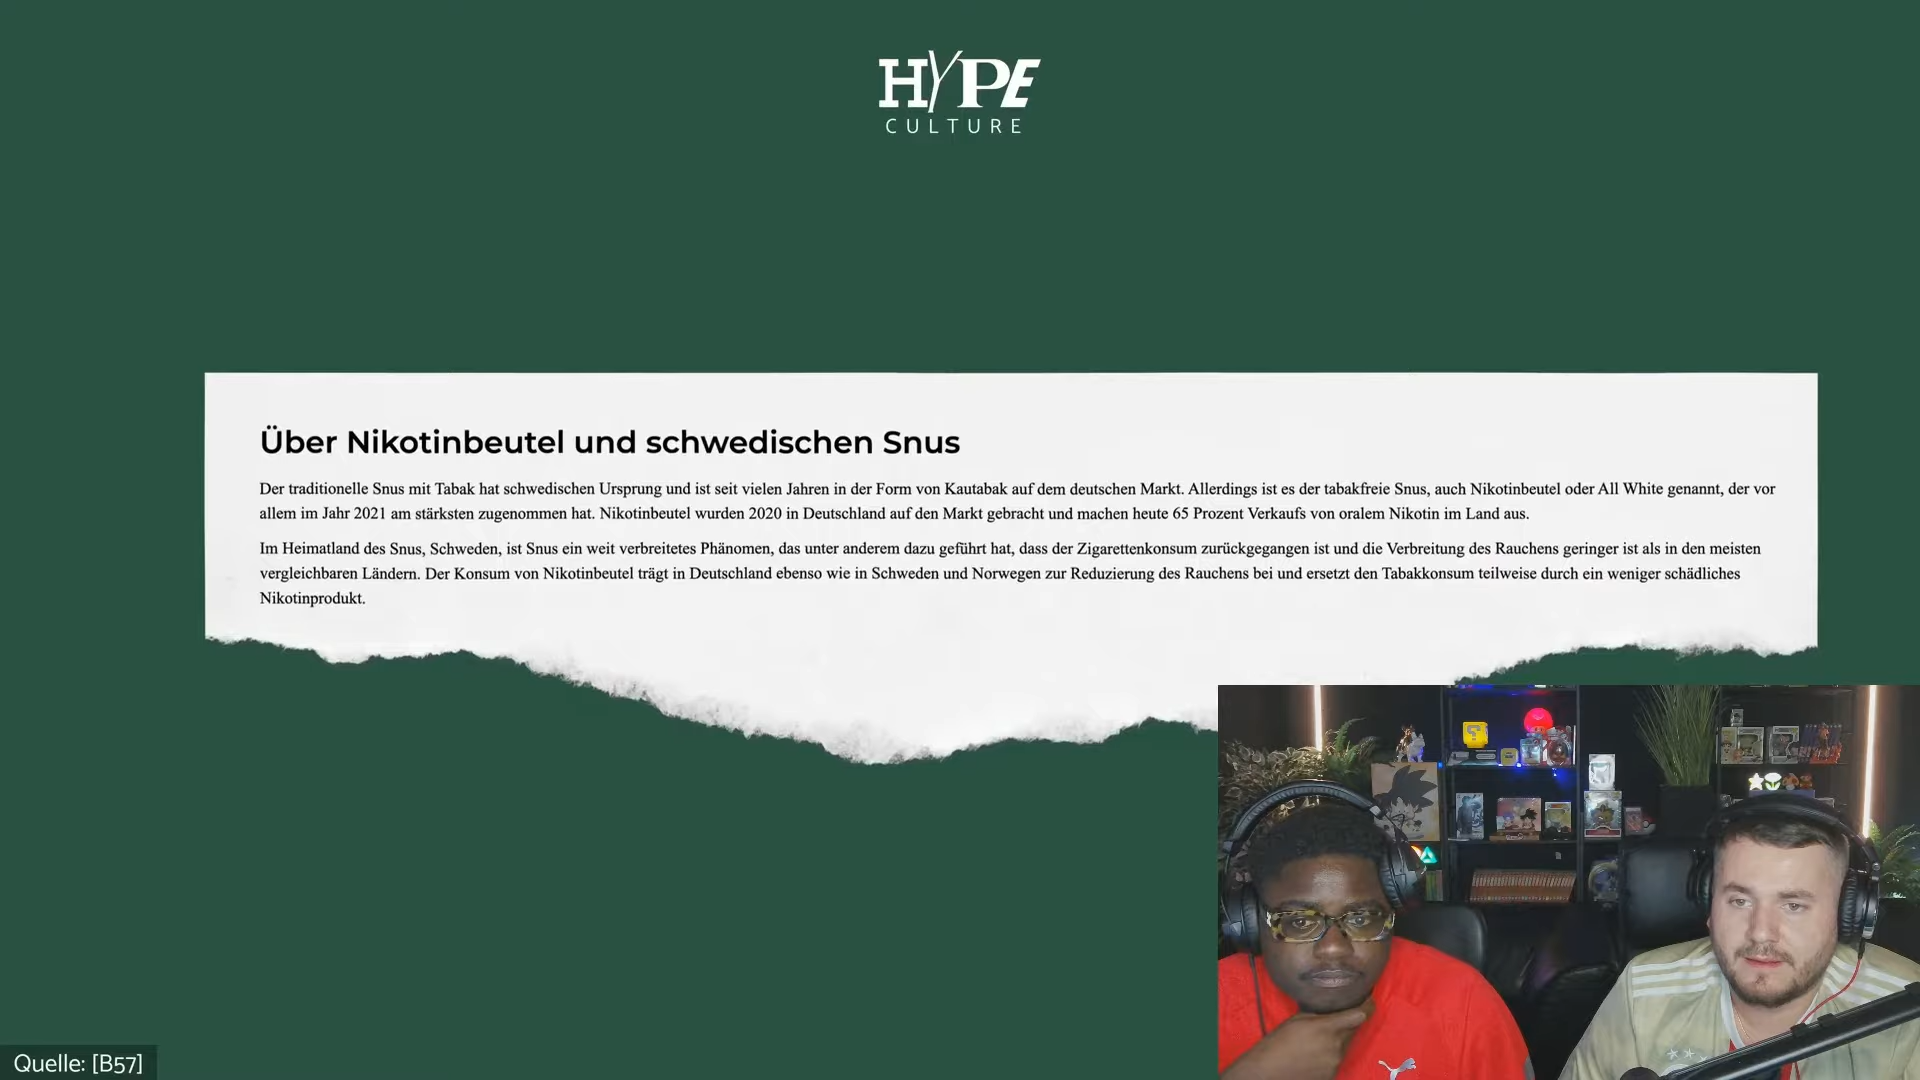 HYPE
CULTURE
Über Nikotinbeutel und schwedischen Snus
Der traditionelle Snus mit Tabak hat schwedischen Ursprung und ist seit vielen Jahren in der Form von Kautabak auf dem deutschen Markt. Allerdings ist es der tabakfreie Snus, auch Nikotinbeutel oder All White genannt, der vor
allem im Jahr 2021 am stärksten zugenommen hat. Nikotinbeutel wurden 2020 in Deutschland auf den Markt gebracht und machen heute 65 Prozent Verkaufs von oralem Nikotin im Land aus.
Im Heimatland des Snus, Schweden, ist Snus ein weit verbreitetes Phänomen, das unter anderem dazu geführt hat, dass der Zigarettenkonsum zurückgegangen ist und die Verbreitung des Rauchens geringer ist als in den meisten
vergleichbaren Ländern. Der Konsum von Nikotinbeutel trägt in Deutschland ebenso wie in Schweden und Norwegen zur Reduzierung des Rauchens bei und ersetzt den Tabakkonsum teilweise durch ein weniger schädliches
Nikotinprodukt.
?
Quelle: [B57]